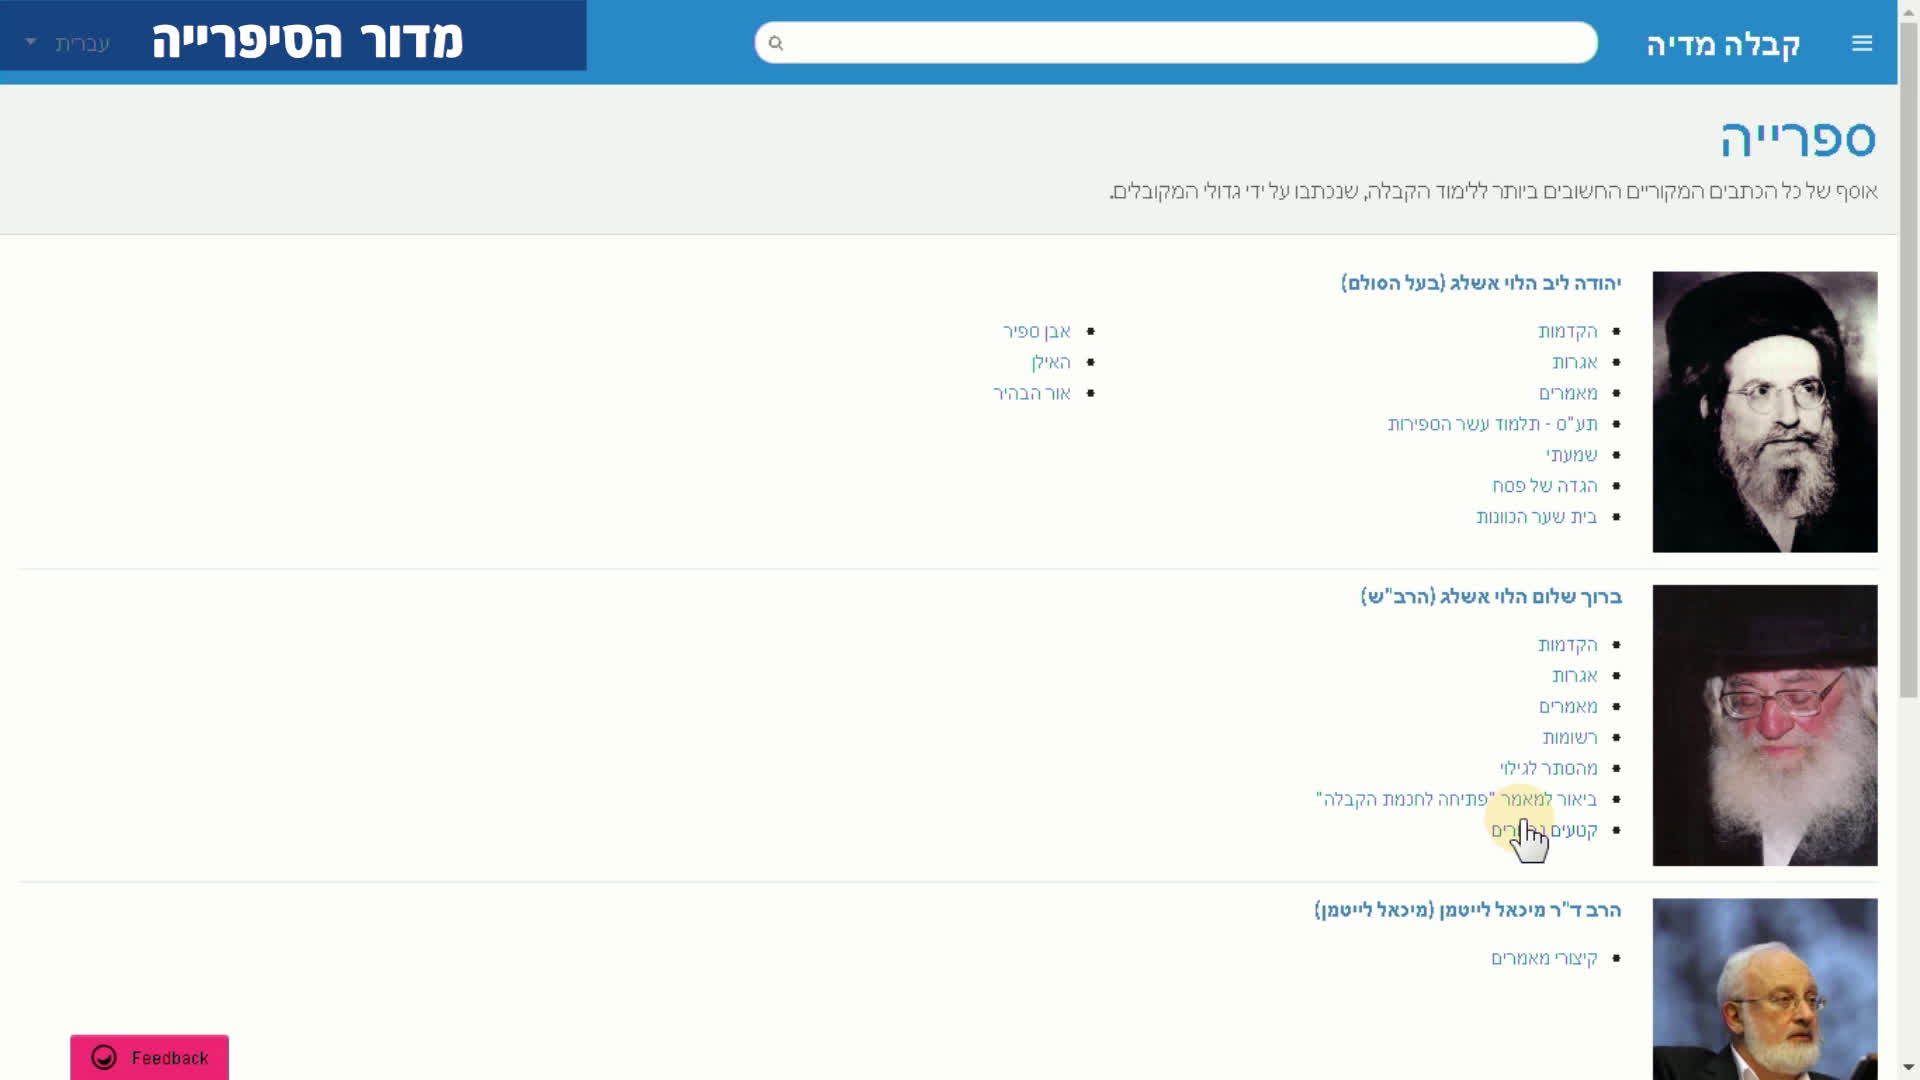 קבלה מדיה
מדור הסיפרייה
עברית
ספרייה
אוסף של כל הכתבים המקוריים החשובים ביותר ללימוד הקבלה, שנכתבו על ידי גדולי המקובלים.
יהודה ליב הלוי אשלג (בעל הסולם)
הקדמות
אגרות
מאמרים
תע"ס - תלמוד עשר הספירות
שמעתי
הגדה של פסח
בית שער הכוונות
אבן ספיר
האילן
אור הבהיר
ברוך שלום הלוי אשלג (הרב"ש)
הקדמות
אגרות
מאמרים
רשומות
מהסתר לגילוי
ביאור למאמר "פתיחה לחכמת הקבלה"
קטעים
הרב ד"ר מיכאל לייטמן (מיכאל לייטמן)
קיצורי מאמרים
Feedback